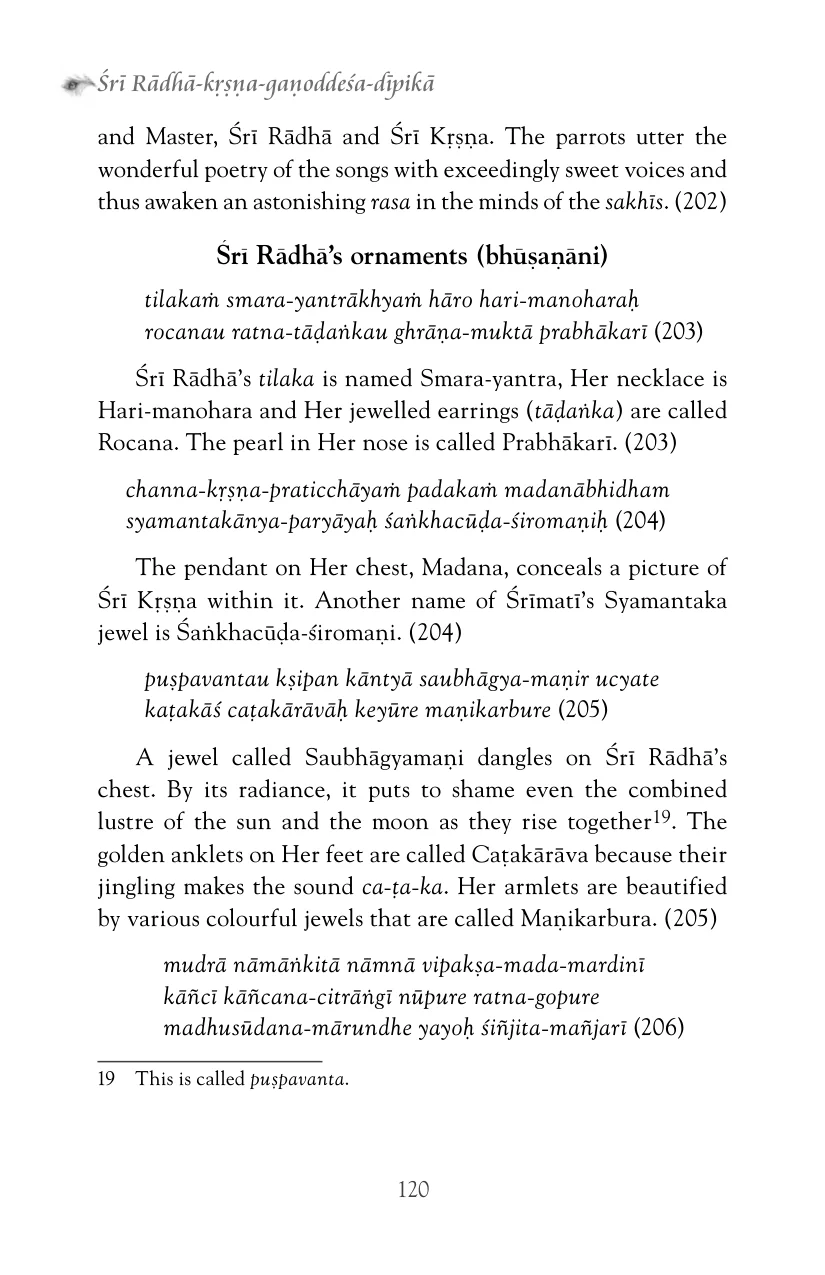 Śrī Rādhā-kṛṣṇa-gaṇoddeśa-dīpikā
and Master, Śrī Rādhā and Śrī Kṛṣṇa. The parrots utter the
wonderful poetry of the songs with exceedingly sweet voices and
thus awaken an astonishing rasa in the minds of the sakhīs. (202)
Śrī Rādhā’s ornaments (bhūṣaṇāni)
tilakaṁ smara-yantrākhyaṁ hāro hari-manoharaḥ
rocanau ratna-tāḍaṅkau ghrāṇa-muktā prabhākarī (203)
Śrī Rādhā’s tilaka is named Smara-yantra, Her necklace is
Hari-manohara and Her jewelled earrings (tāḍaṅka) are called
Rocana. The pearl in Her nose is called Prabhākarī. (203)
channa-kṛṣṇa-praticchāyaṁ padakaṁ madanābhidham
syamantakānya-paryāyaḥ śaṅkhacūḍa-śiromaṇiḥ (204)
The pendant on Her chest, Madana, conceals a picture of
Śrī Kṛṣṇa within it. Another name of Śrīmatī’s Syamantaka
jewel is Śaṅkhacūḍa-śiromaṇi. (204)
puṣpavantau kṣipan kāntyā saubhāgya-maṇir ucyate
kaṭakāś caṭakārāvāḥ keyūre maṇikarbure (205)
A jewel called Saubhāgyamaṇi dangles on Śrī Rādhā’s
chest. By its radiance, it puts to shame even the combined
lustre of the sun and the moon as they rise together19. The
golden anklets on Her feet are called Caṭakārāva because their
jingling makes the sound ca-ṭa-ka. Her armlets are beautified
by various colourful jewels that are called Maṇikarbura. (205)
mudrā nāmāṅkitā nāmnā vipakṣa-mada-mardinī
kāñcī kāñcana-citrāṅgī nūpure ratna-gopure
madhusūdana-mārundhe yayoḥ śiñjita-mañjarī (206)
19 This is called puṣpavanta.
120